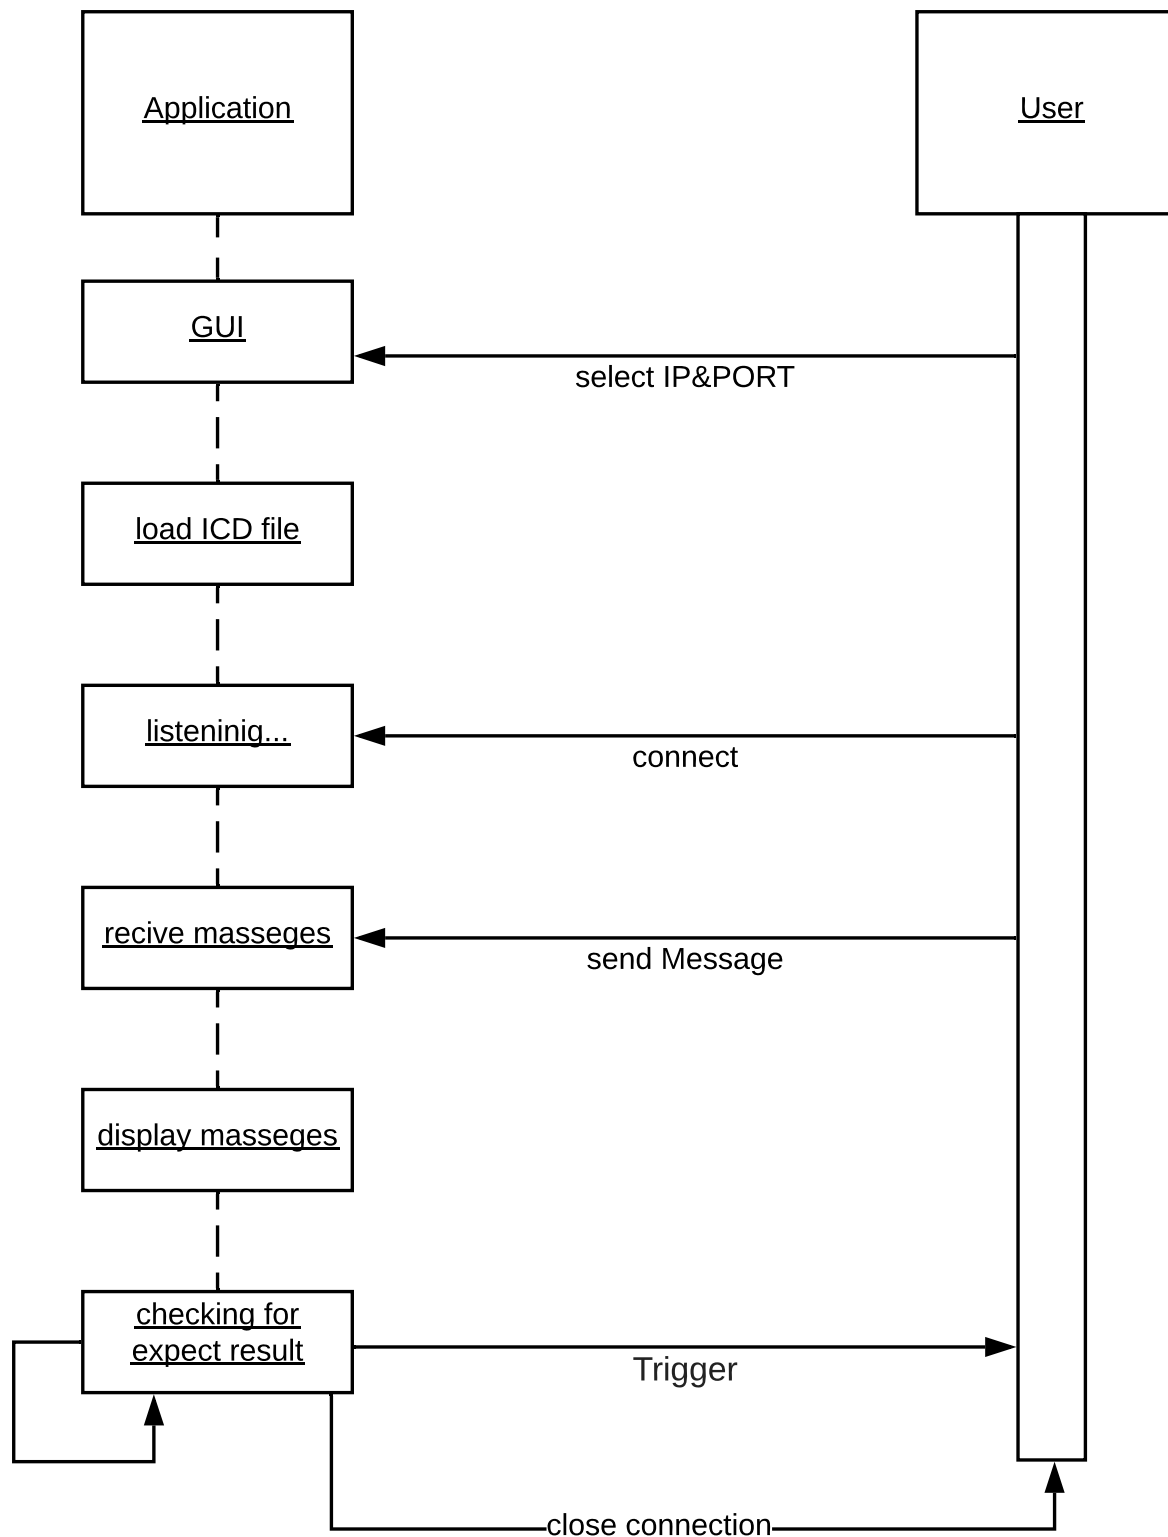 Application
User
GUI
select IP&PORT
load ICD file
listeninig...
connect
recive masseges
send Message
display masseges
checking for
expect result
Trigger
close connection